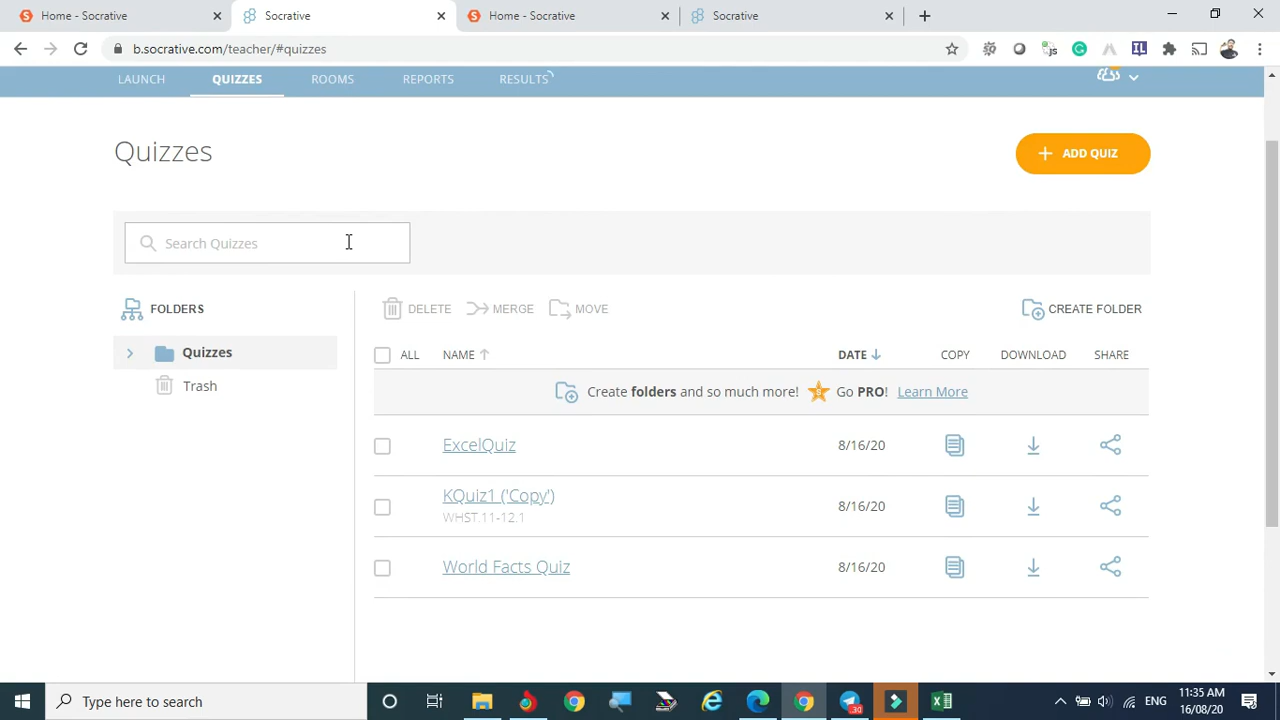 Home - Socrative
Socrative
Home - Socrative
Socrative
b.socrative.com/teacher/#quizzes
LAUNCH QUIZZES ROOMS REPORTS RESULTS
Quizzes
+ ADD QUIZ
Search Quizzes
FOLDERS
DELETE MERGE MOVE
CREATE FOLDER
Quizzes
Trash
ALL NAME DATE COPY DOWNLOAD SHARE
Create folders and so much more! Go PRO! Learn More
ExcelQuiz 8/16/20
KQuiz1 ('Copy') 8/16/20
WHST.11-12.1
World Facts Quiz 8/16/20
Type here to search
30
ENG
11:35 AM
16/08/20